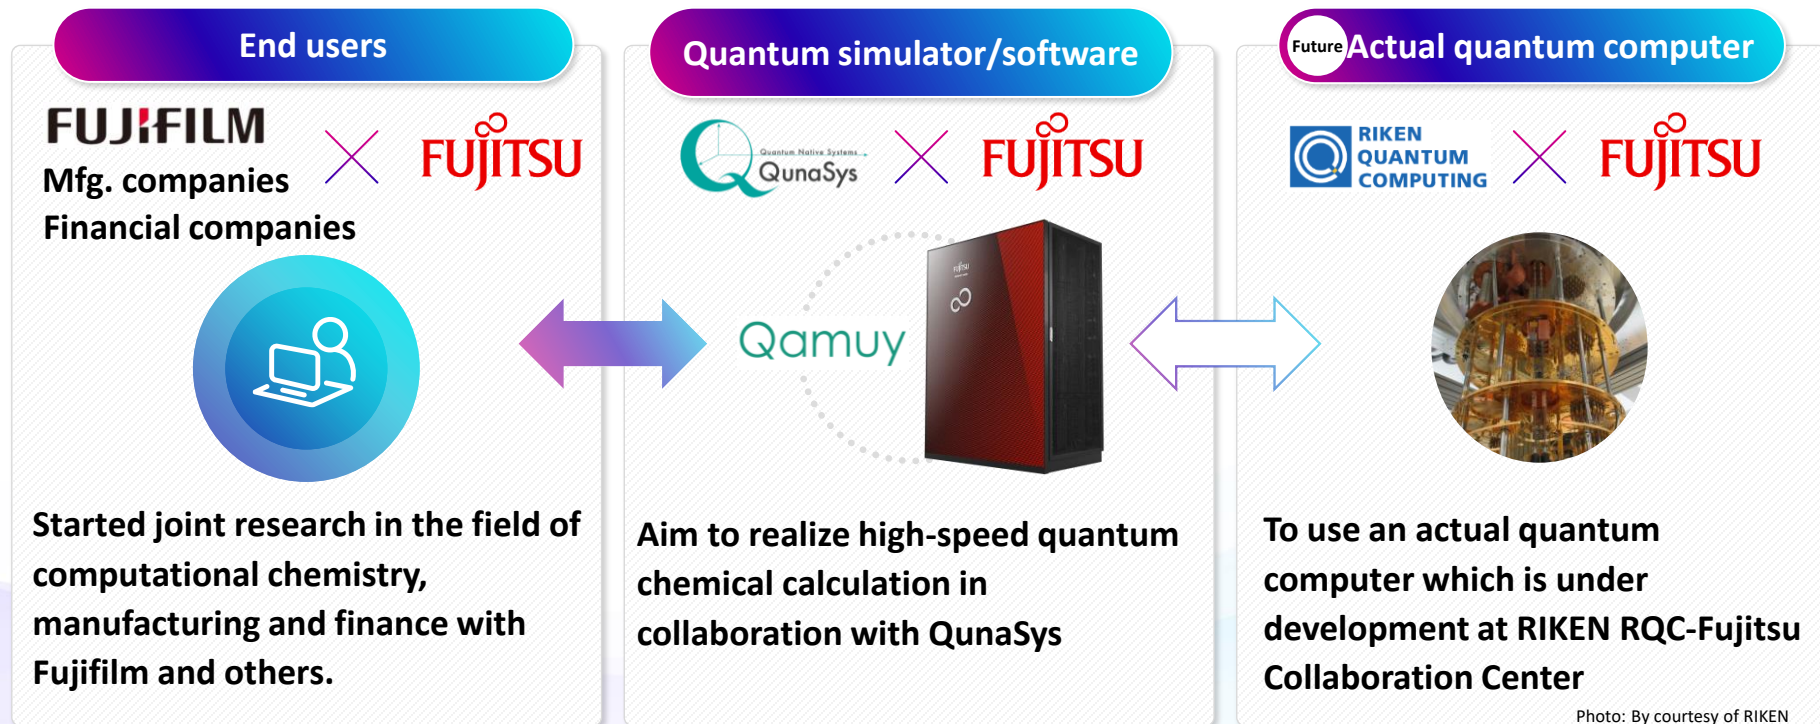 End users
FUJIFILM
FUJITSU
Mfg. companies
Financial companies
Started joint research in the field of
computational chemistry,
manufacturing and finance with
Fujifilm and others.
Quantum simulator/software
Quantum Native Systems
QunaSys
FUJITSU
Qamuy
FUJITSU
Aim to realize high-speed quantum
chemical calculation in
collaboration with QunaSys
Future
Actual quantum computer
RIKEN
QUANTUM
COMPUTING
FUJITSU
To use an actual quantum
computer which is under
development at RIKEN RQC-Fujitsu
Collaboration Center
Photo: By courtesy of RIKEN